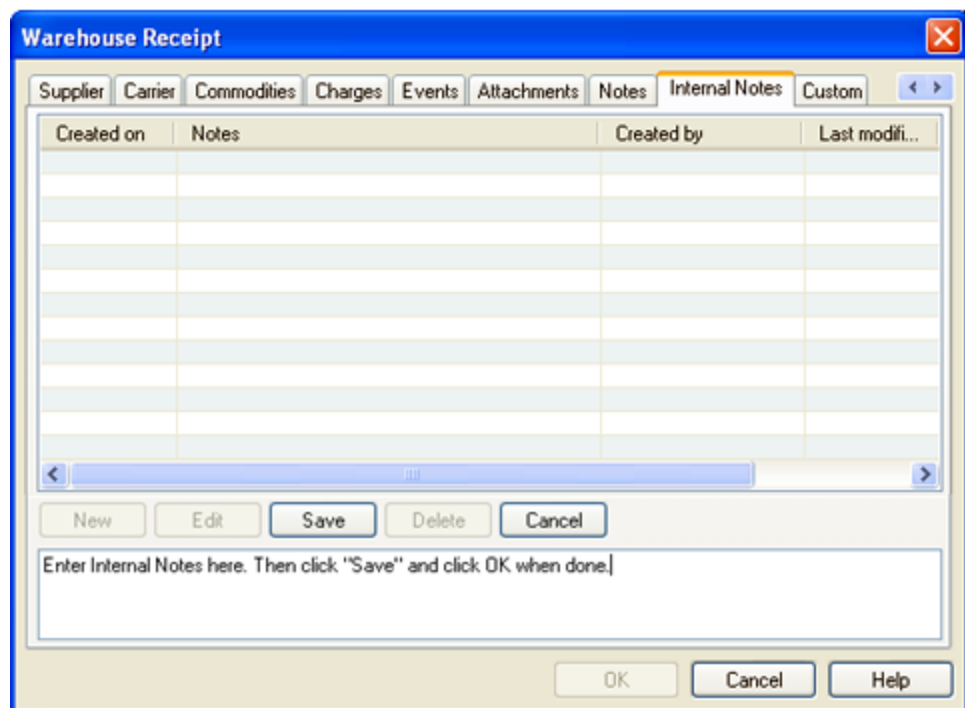 Warehouse Receipt
Supplier Carrier Commodities Charges Events Attachments Notes Internal Notes Custom
Created on Notes Created by Last modifi...
New Edit Save Delete Cancel
Enter Internal Notes here. Then click "Save" and click OK when done.
OK Cancel Help